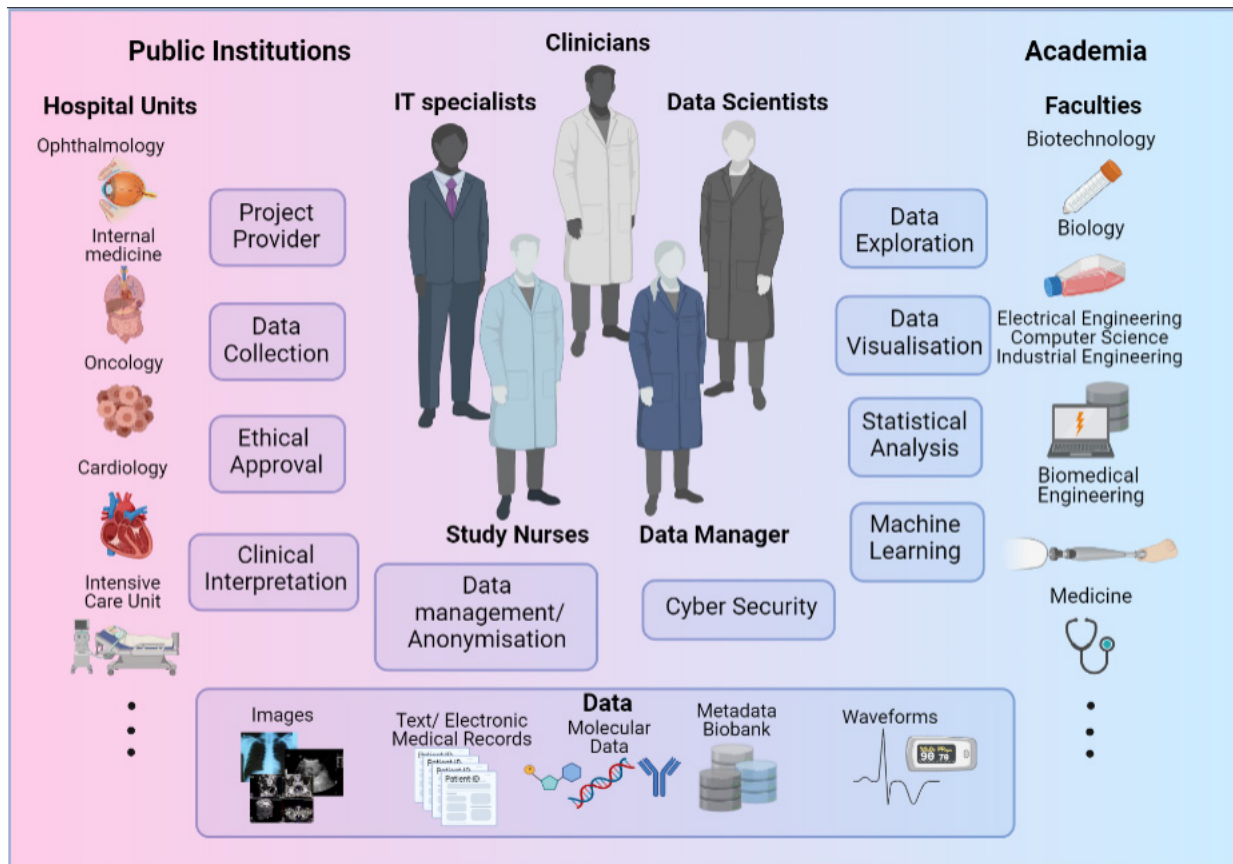 Public Institutions
Clinicians
Academia
Hospital Units
IT specialists
Data Scientists
Faculties
Ophthalmology
Internal
medicine
Oncology
Cardiology
Intensive
Care Unit
Project
Provider
Data
Collection
Ethical
Approval
Clinical
Interpretation
Study Nurses
Data Manager
Data
management/
Anonymisation
Cyber Security
Data
Exploration
Data
Visualisation
Statistical
Analysis
Machine
Learning
Biotechnology
Biology
Electrical Engineering
Computer Science
Industrial Engineering
Biomedical
Engineering
Medicine
Data
Images
Text/ Electronic
Medical Records
Patient ID
Molecular
Data
Metadata
Biobank
Waveforms
90 70